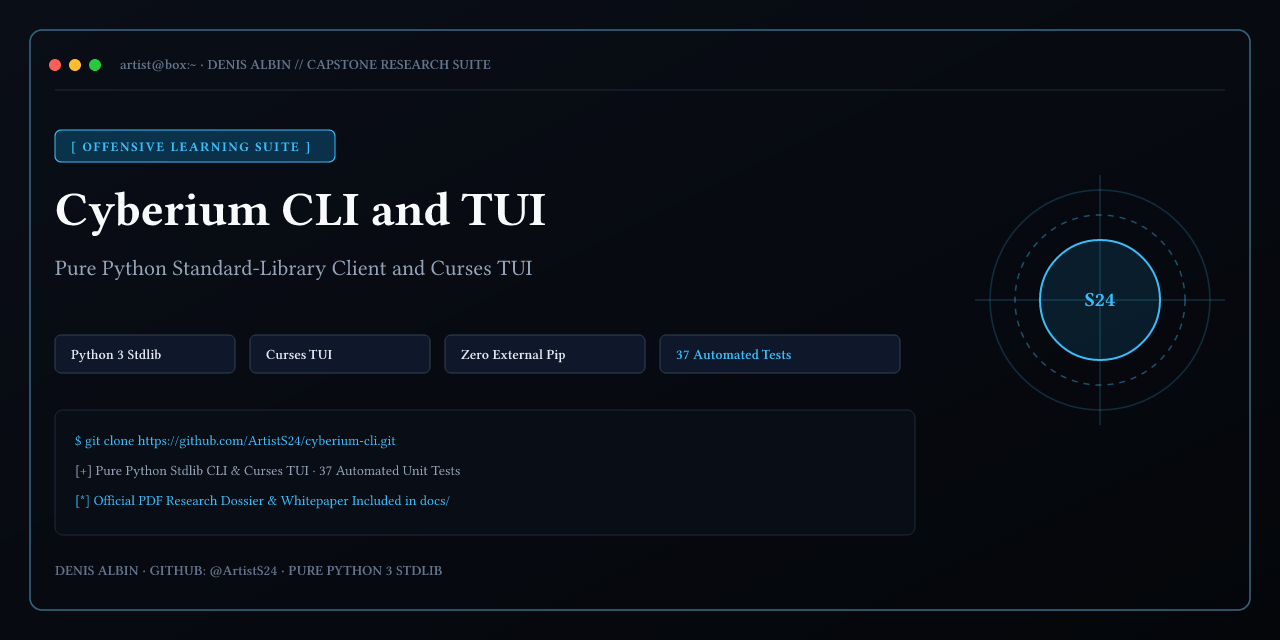 artist@box:~ · DENIS ALBIN // CAPSTONE RESEARCH SUITE
[ OFFENSIVE LEARNING SUITE ]
Cyberium CLI and TUI
Pure Python Standard-Library Client and Curses TUI
S24
Python 3 Stdlib
Curses TUI
Zero External Pip
37 Automated Tests
$ git clone https://github.com/ArtistS24/cyberium-cli.git
[+] Pure Python Stdlib CLI & Curses TUI · 37 Automated Unit Tests
[*] Official PDF Research Dossier & Whitepaper Included in docs/
DENIS ALBIN · GITHUB: @ArtistS24 · PURE PYTHON 3 STDLIB